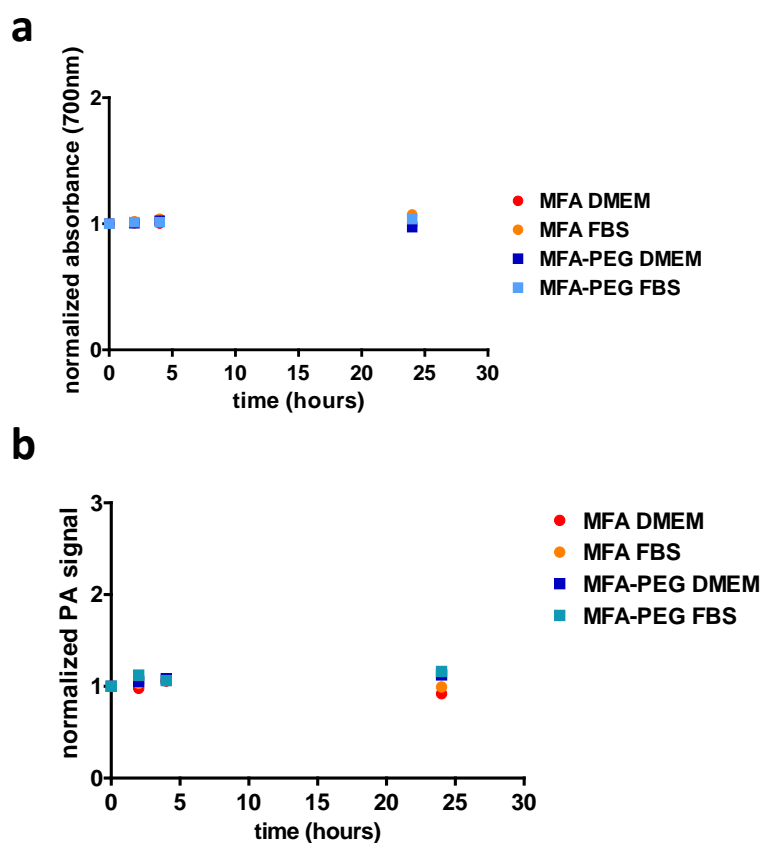 a
normalized absorbance (700nm)
2
1
0
0 5 10 15 20 25 30
time (hours)
MFA DMEM
MFA FBS
MFA-PEG DMEM
MFA-PEG FBS
b
normalized PA signal
3
2
1
0
0 5 10 15 20 25 30
time (hours)
MFA DMEM
MFA FBS
MFA-PEG DMEM
MFA-PEG FBS